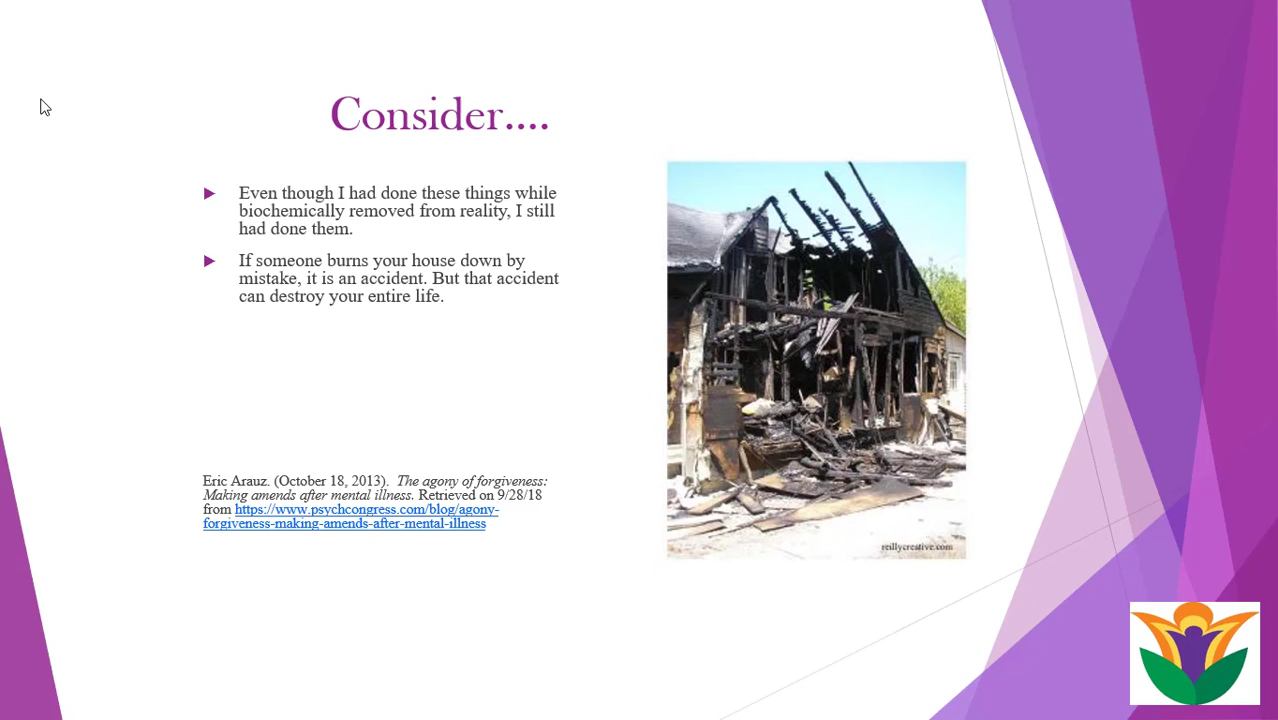 Consider....
Even though I had done these things while
biochemically removed from reality, I still
had done them.
If someone burns your house down by
mistake, it is an accident. But that accident
can destroy your entire life.
Eric Arauz. (October 18, 2013). The agony of forgiveness:
Making amends after mental illness. Retrieved on 9/28/18
from https://www.psychcongress.com/blog/agony-
forgiveness-making-amends-after-mental-illness
reillycreative.com